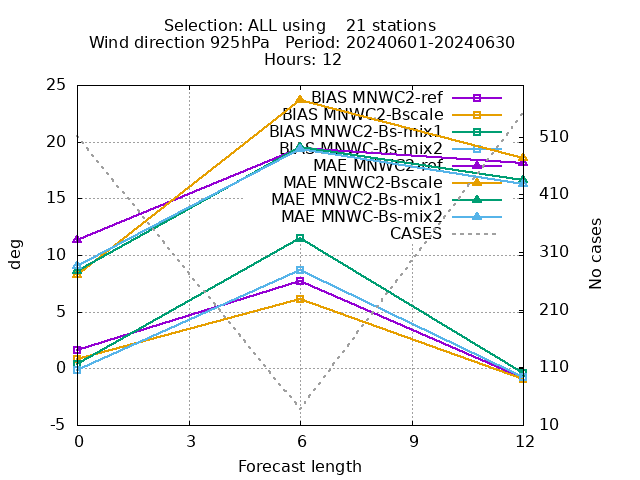 Selection: ALL using 21 stations
Wind direction 925hPa Period: 20240601-20240630
Hours: 12
BIAS MNWC2-ref
BIAS MNWC2-Bscale
BIAS MNWC2-Bs-mix1
BIAS MNWC-Bs-mix2
MAE MNWC2-ref
MAE MNWC2-Bscale
MAE MNWC2-Bs-mix1
MAE MNWC-Bs-mix2
CASES
25
20
15
10
5
0
-5
deg
510
410
310
210
110
10
No cases
0 3 6 9 12
Forecast length